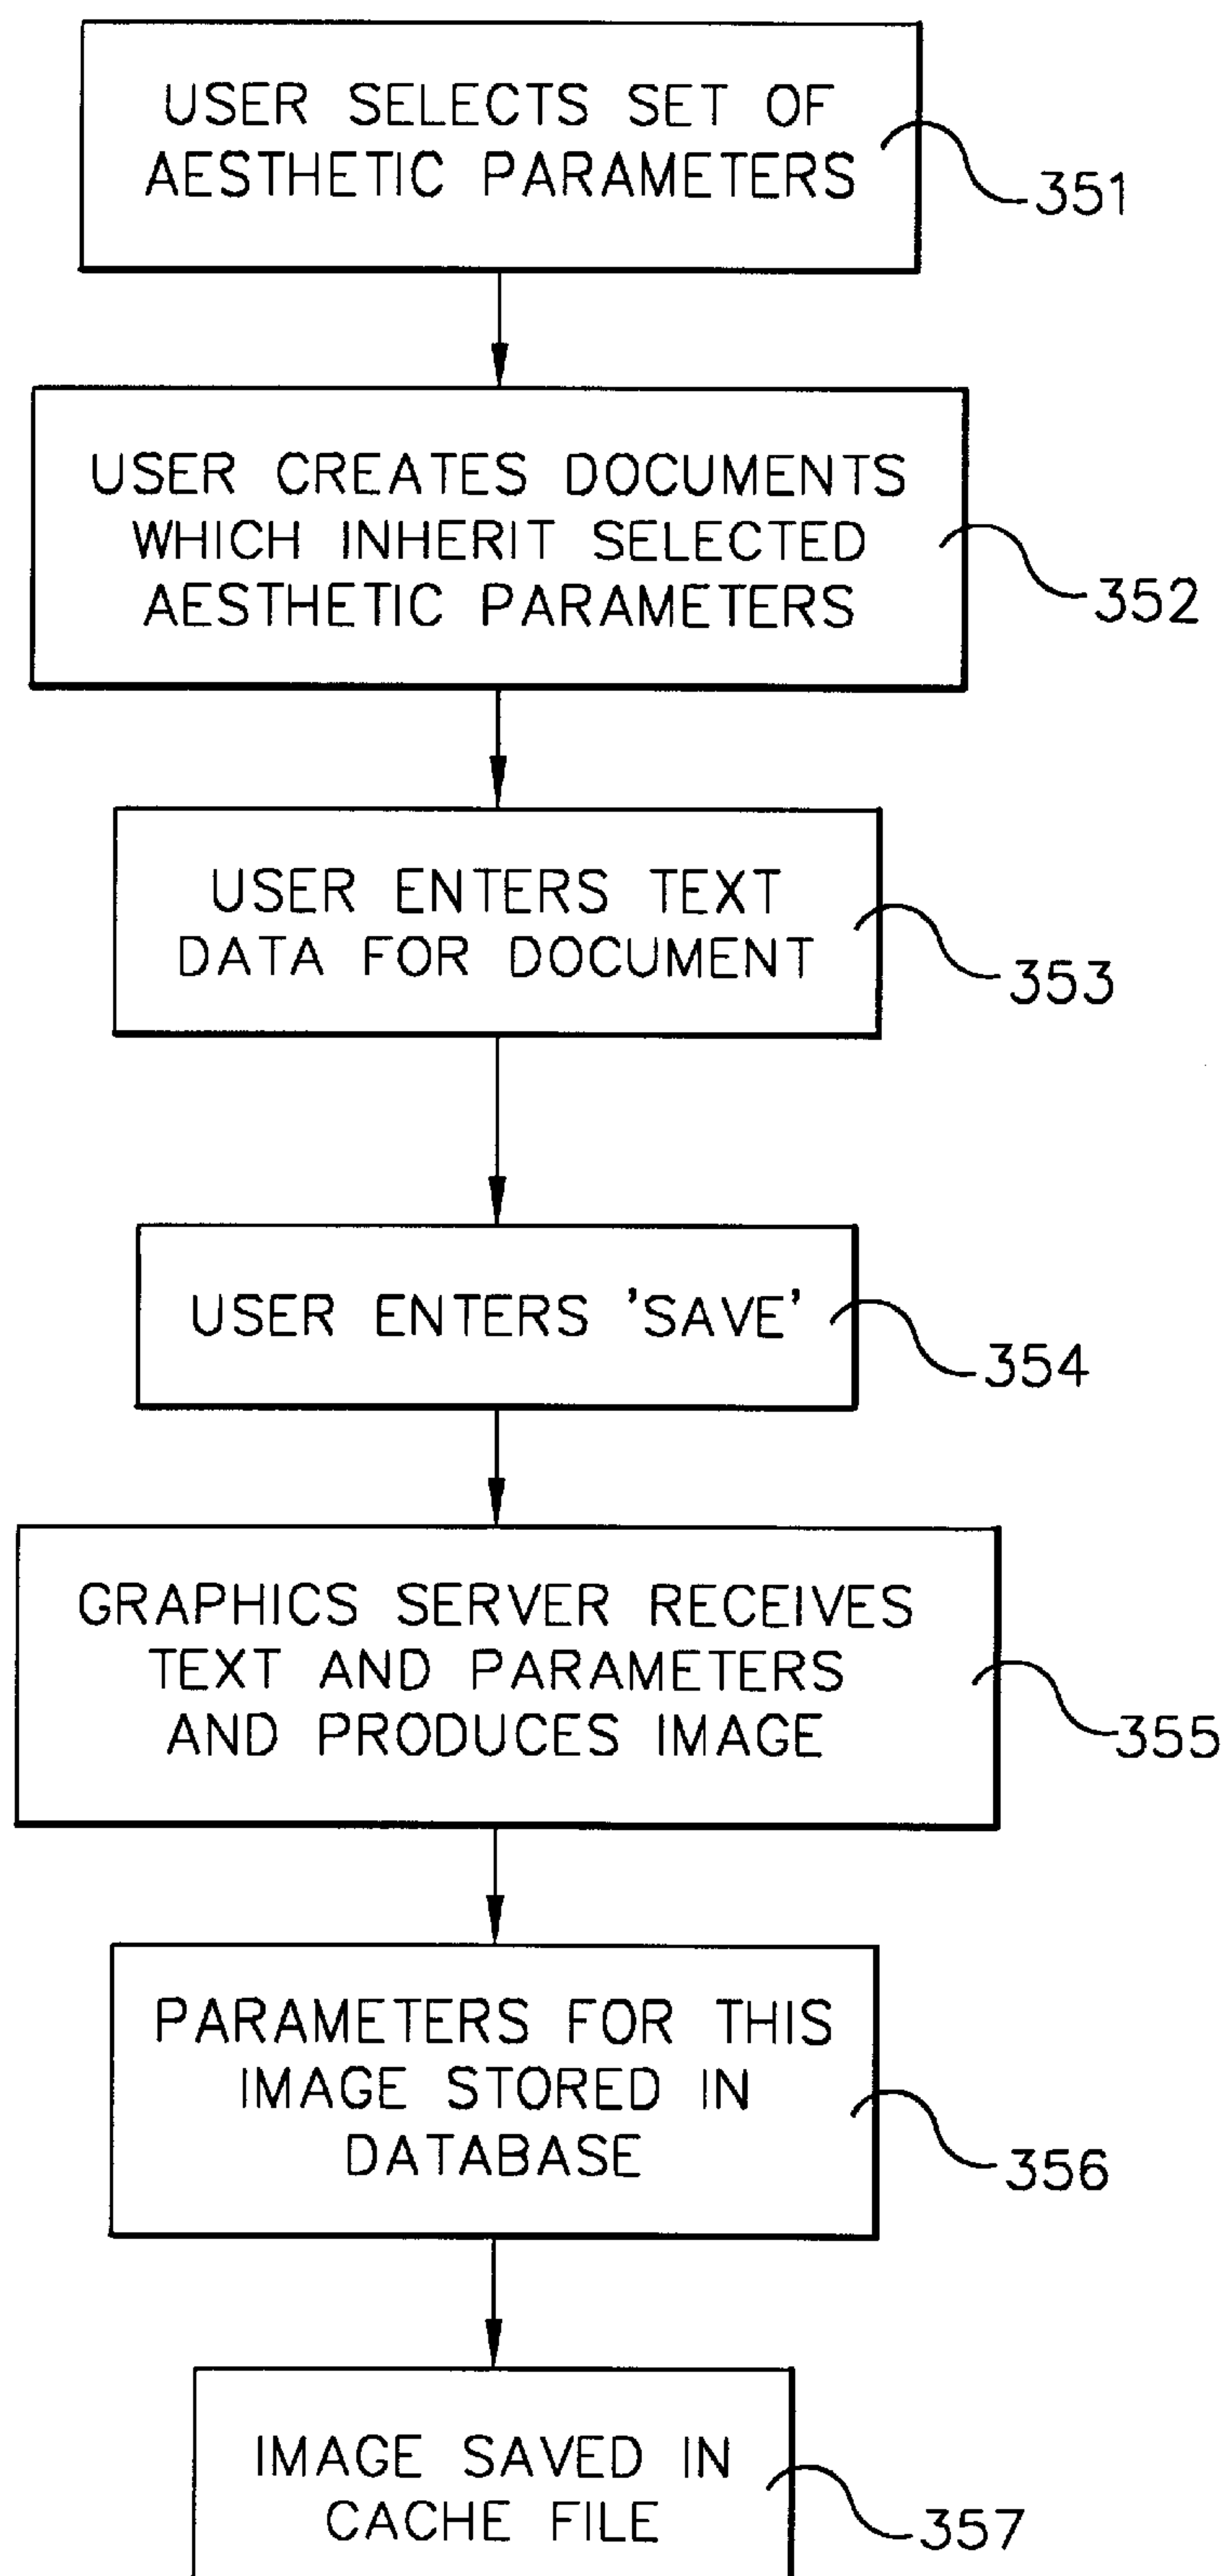 USER SELECTS SET OF
AESTHETIC PARAMETERS
351
USER CREATES DOCUMENTS
WHICH INHERIT SELECTED
AESTHETIC PARAMETERS
352
USER ENTERS TEXT
DATA FOR DOCUMENT
353
USER ENTERS 'SAVE'
354
GRAPHICS SERVER RECEIVES
TEXT AND PARAMETERS
AND PRODUCES IMAGE
355
PARAMETERS FOR THIS
IMAGE STORED IN
DATABASE
356
IMAGE SAVED IN
CACHE FILE
357